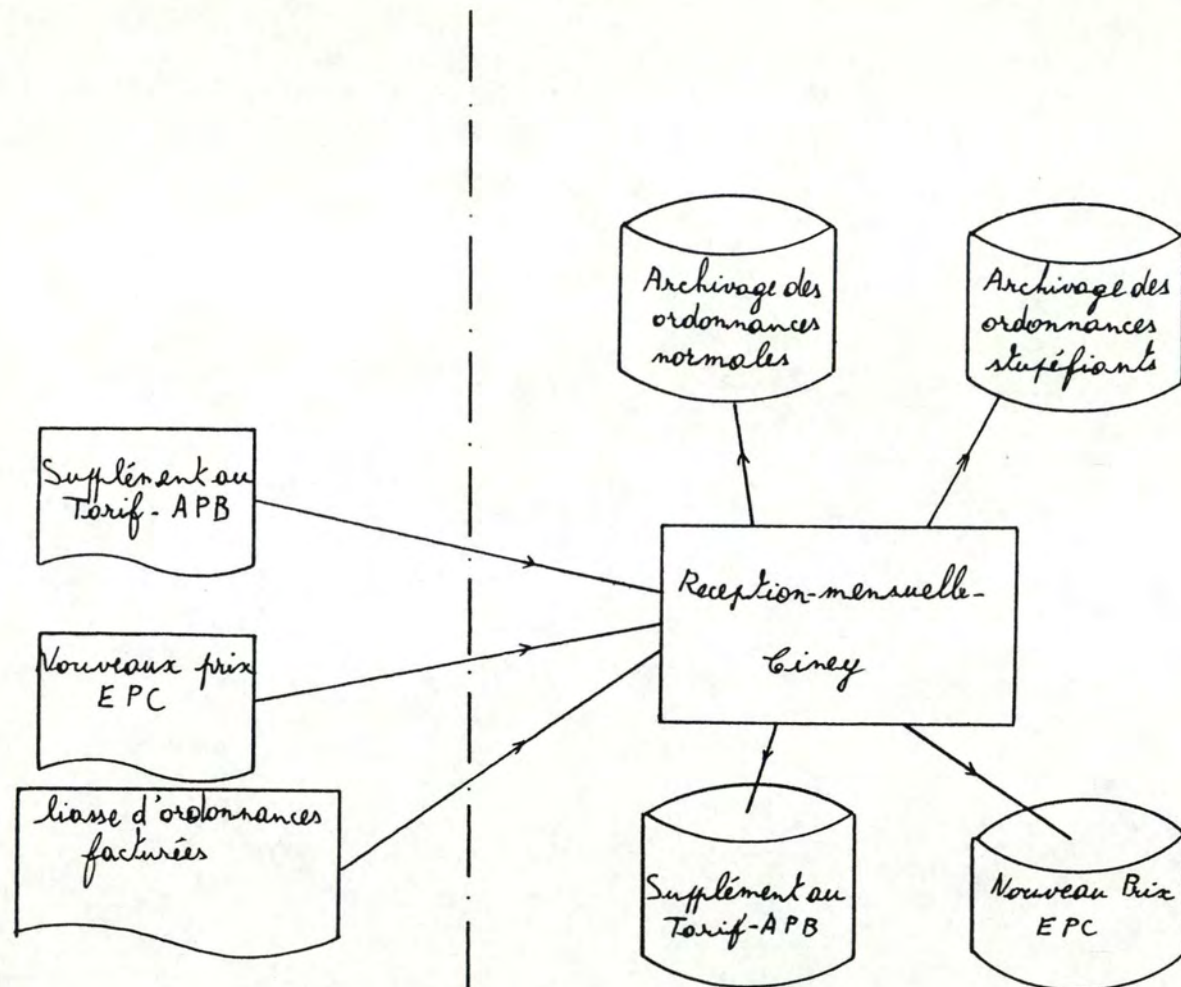 Archivage des
ordonnances
normales
Archivage des
ordonnances
stupéfiants
Supplément au
Tarif - APB
Reception-mensuelle-
Ciney
Nouveaux prix
EPC
liasse d'ordonnances
facturées
Supplément au
Tarif-APB
Nouveau Prix
EPC